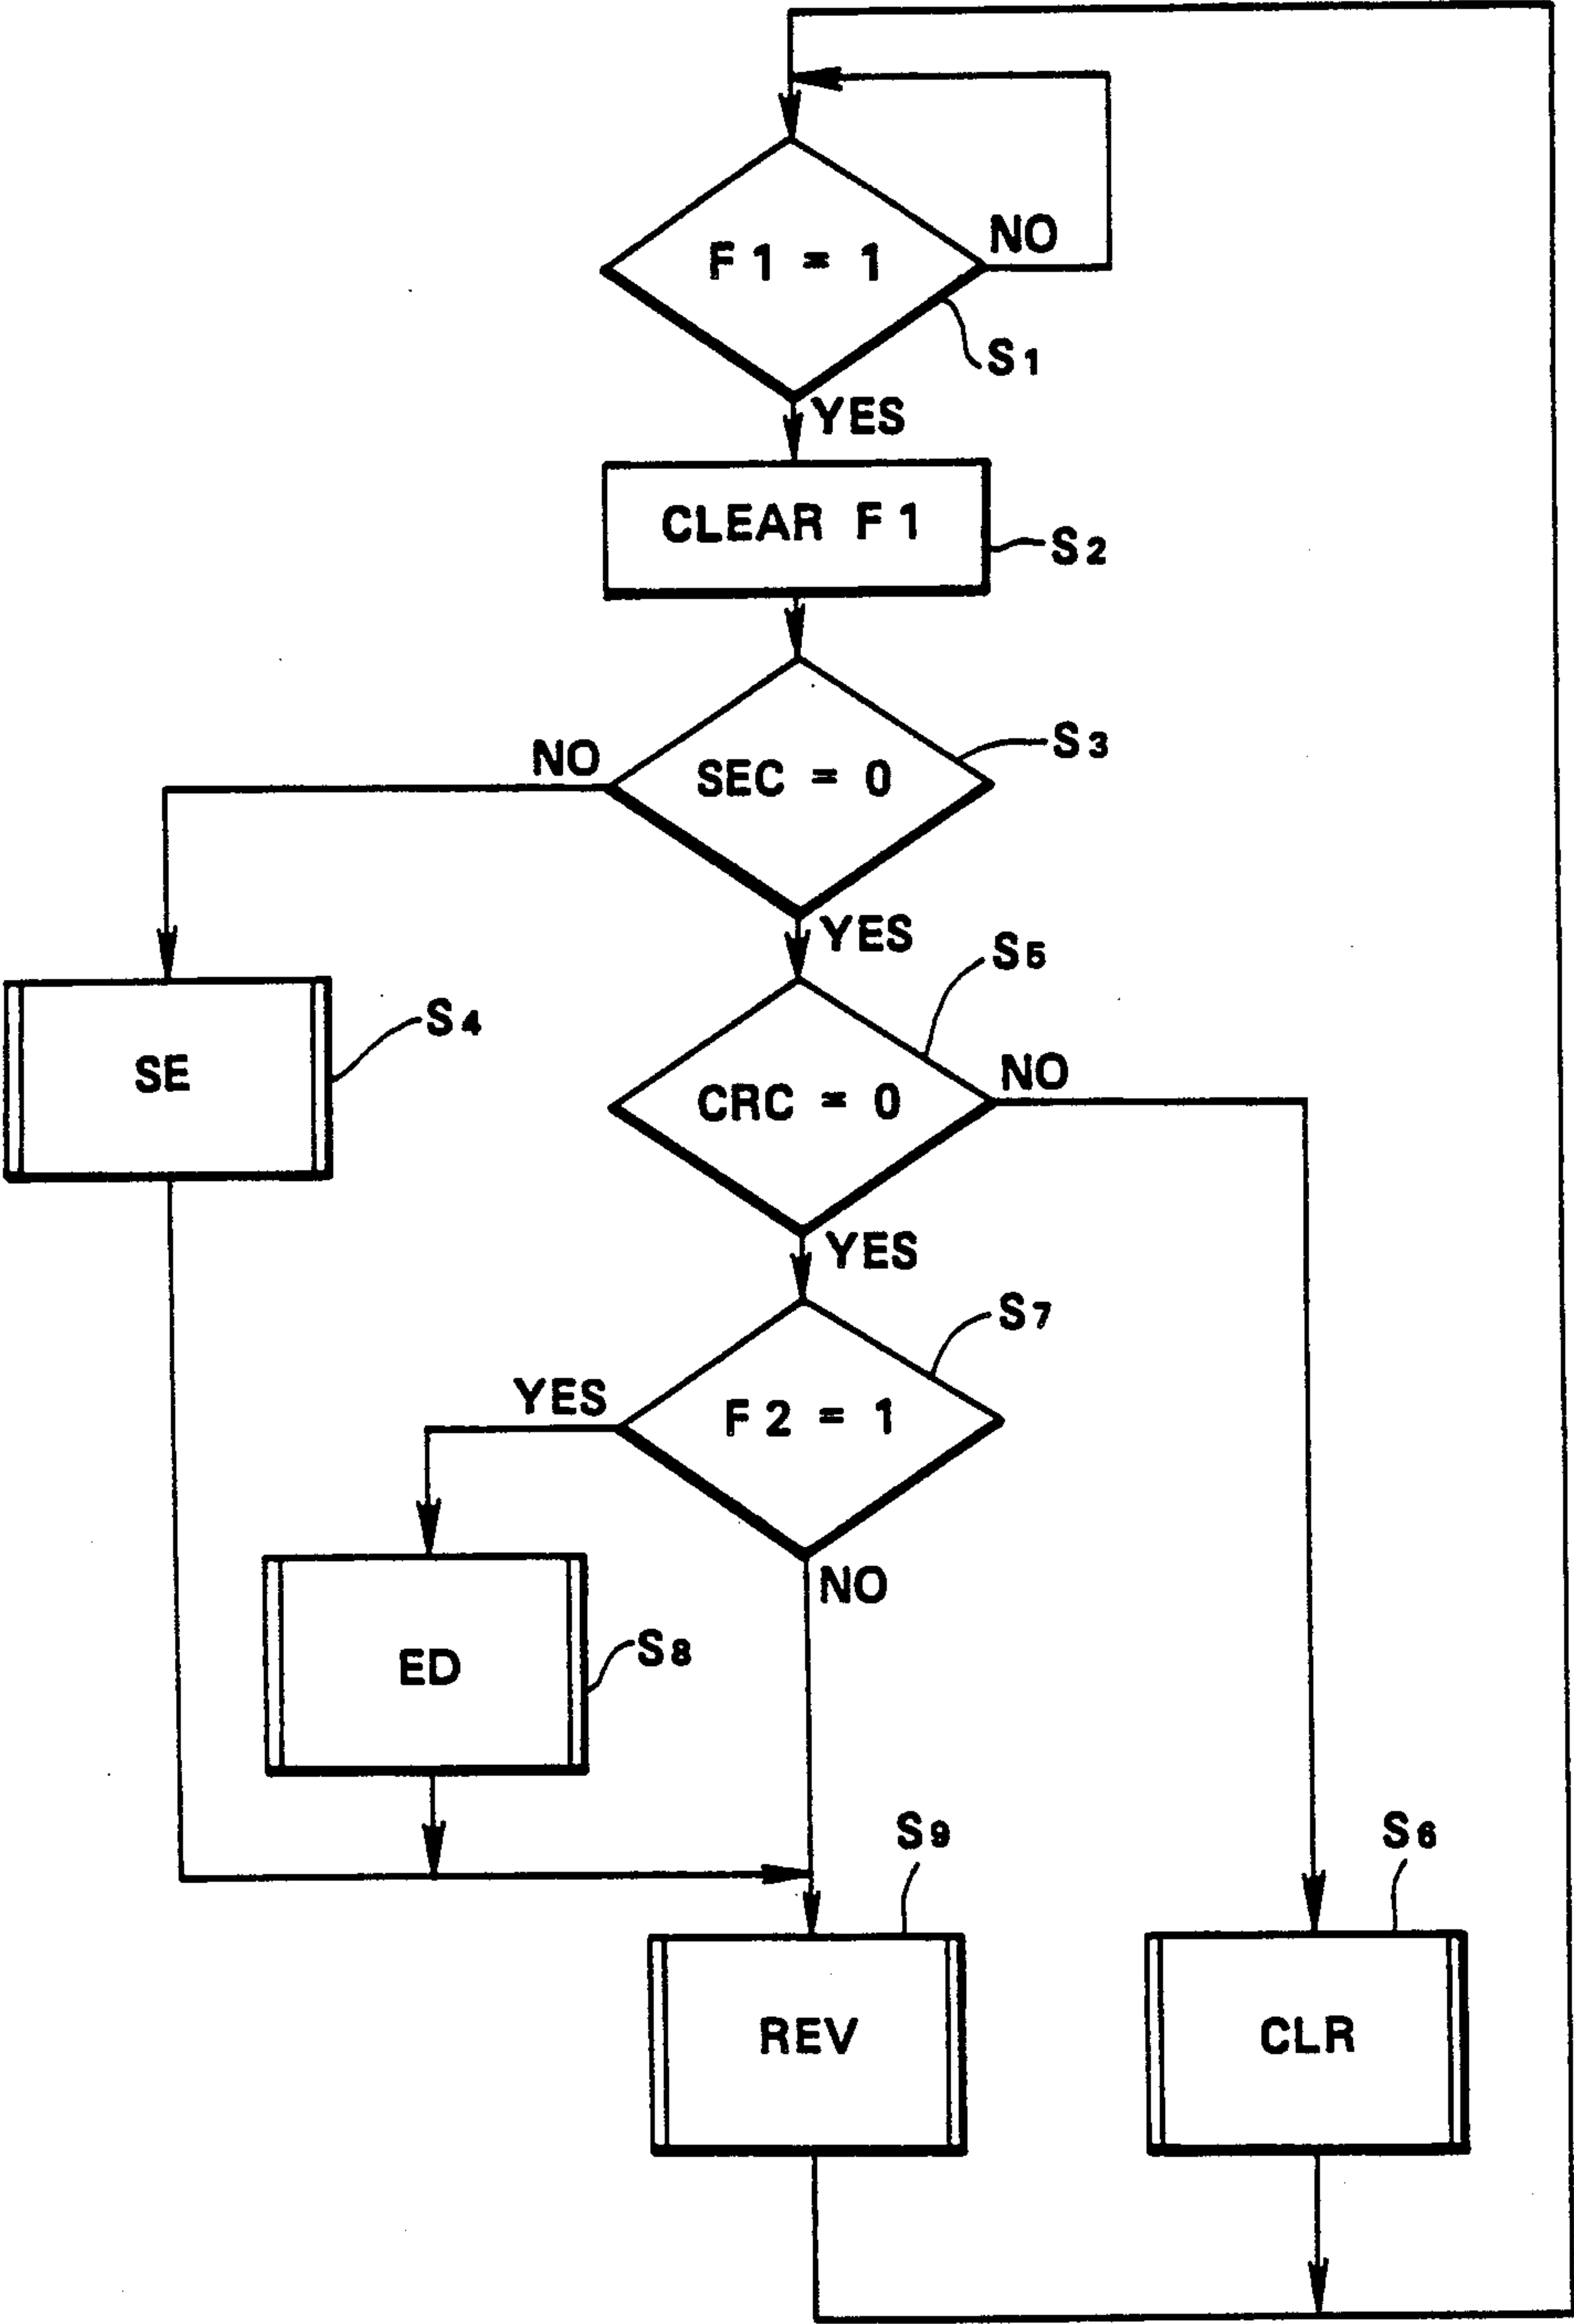 NO
F1 = 1
S1
YES
CLEAR F1
S2
S3
NO
SEC = 0
YES
S5
S4
NO
SE
CRC = 0
YES
S7
YES
F2 = 1
NO
S8
ED
S9
S6
REV
CLR